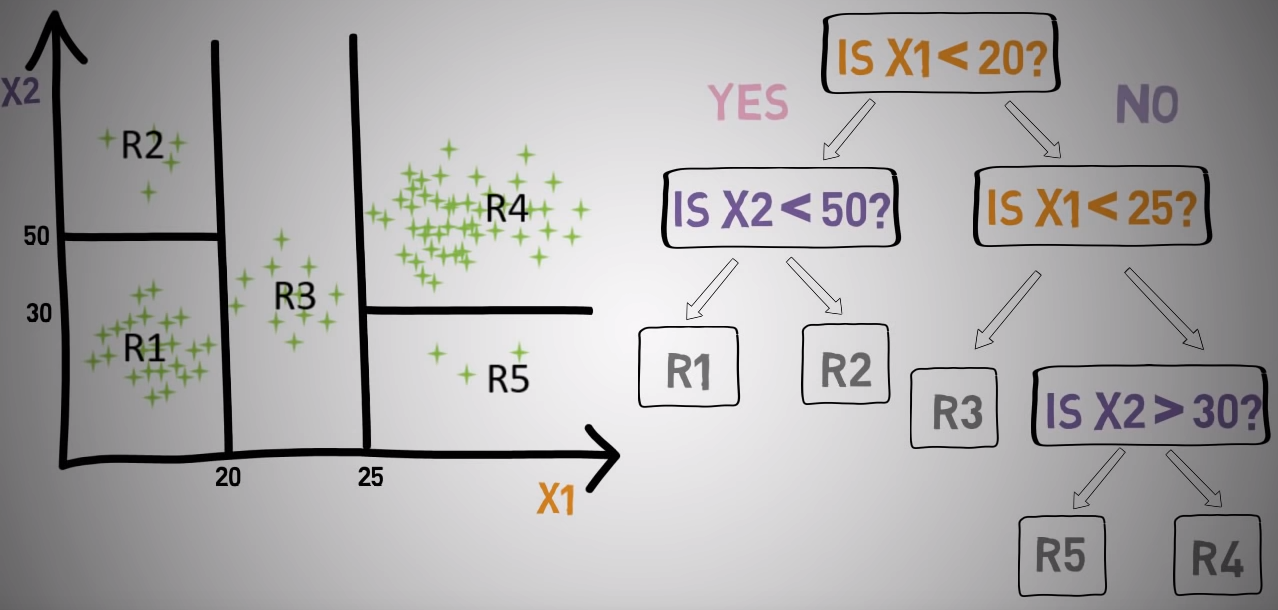 X2
50
30
R2
R1
R3
R4
R5
20
25
X1
IS X1 < 20?
YES
NO
IS X2 < 50?
IS X1 < 25?
R1
R2
R3
IS X2 > 30?
R5
R4